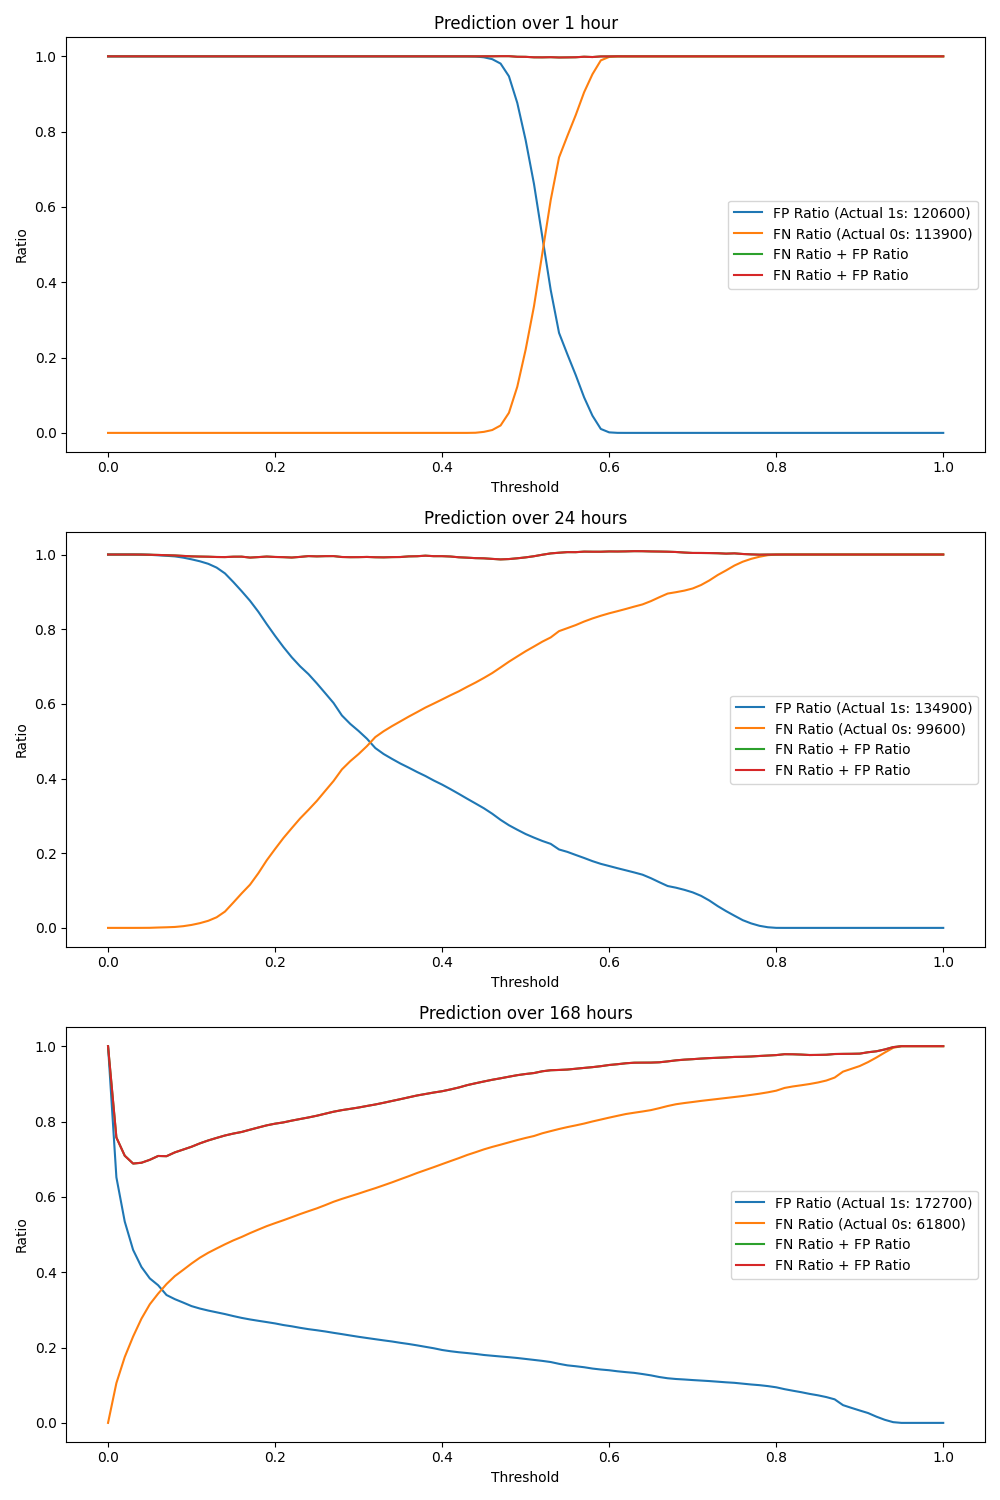 Prediction over 1 hour
1.0
0.8
0.6
0.4
0.2
0.0
Ratio
FP Ratio (Actual 1s: 120600)
FN Ratio (Actual 0s: 113900)
FN Ratio + FP Ratio
FN Ratio + FP Ratio
0.0 0.2 0.4 0.6 0.8 1.0
Threshold
Prediction over 24 hours
1.0
0.8
0.6
0.4
0.2
0.0
Ratio
FP Ratio (Actual 1s: 134900)
FN Ratio (Actual 0s: 99600)
FN Ratio + FP Ratio
FN Ratio + FP Ratio
0.0 0.2 0.4 0.6 0.8 1.0
Threshold
Prediction over 168 hours
1.0
0.8
0.6
0.4
0.2
0.0
Ratio
FP Ratio (Actual 1s: 172700)
FN Ratio (Actual 0s: 61800)
FN Ratio + FP Ratio
FN Ratio + FP Ratio
0.0 0.2 0.4 0.6 0.8 1.0
Threshold